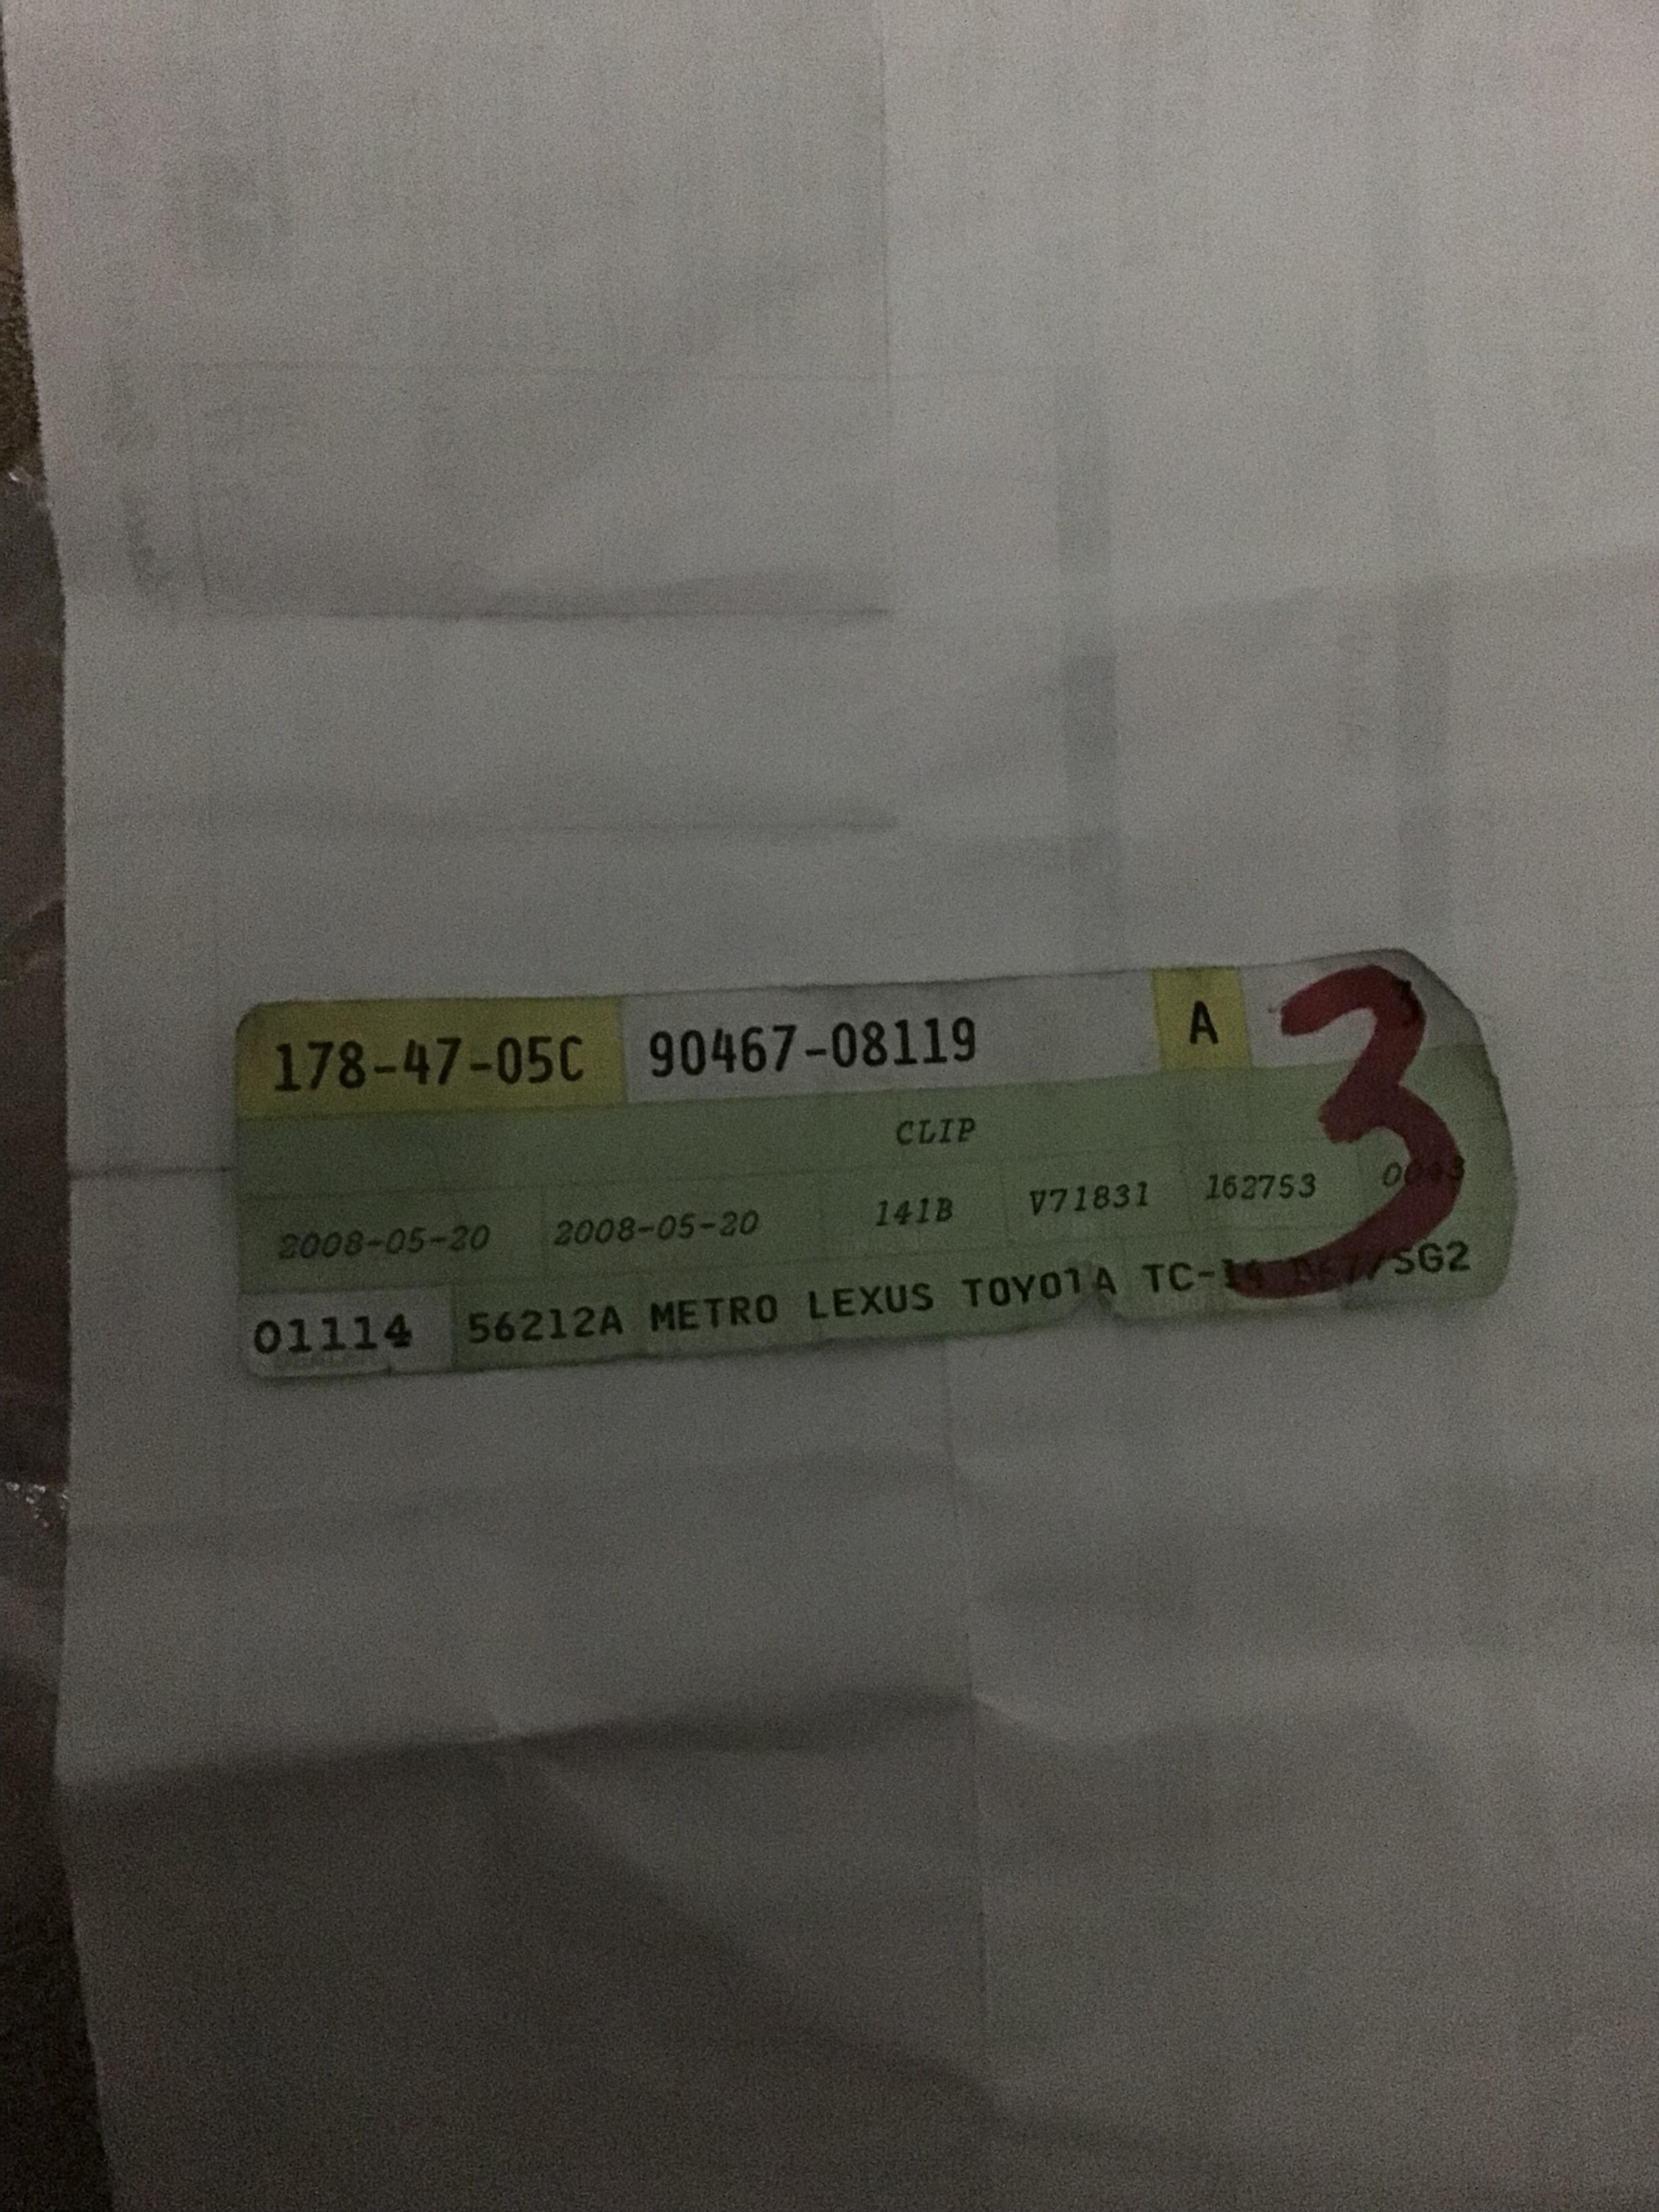 178-47-05C 90467-08119 A 3
CLIP
2008-05-20 2008-05-20 141B V71831 162753
01114 56212A METRO LEXUS TOYOTA